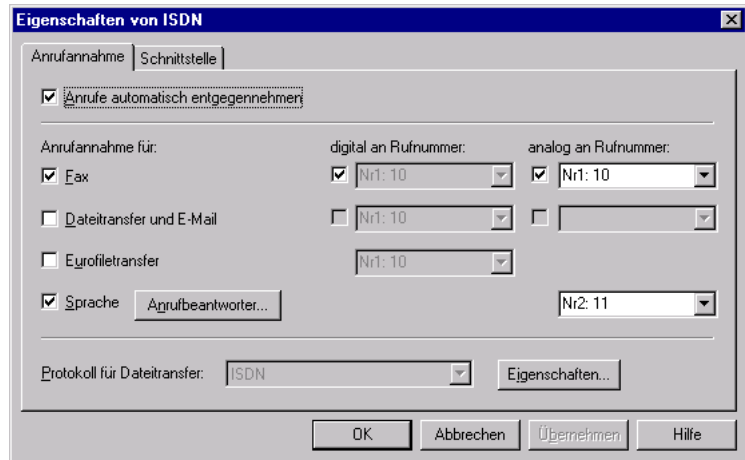 Eigenschaften von ISDN
Anrufannahme Schnittstelle
Anrufe automatisch entgegennehmen
Anrufannahme für: digital an Rufnummer: analog an Rufnummer:
Fax Nr1: 10 Nr1: 10
Dateitransfer und E-Mail Nr1: 10
Eurofiletransfer Nr1: 10
Sprache Anrufbeantworter... Nr2: 11
Protokoll für Dateitransfer: ISDN Eigenschaften...
OK Abbrechen Übernehmen Hilfe